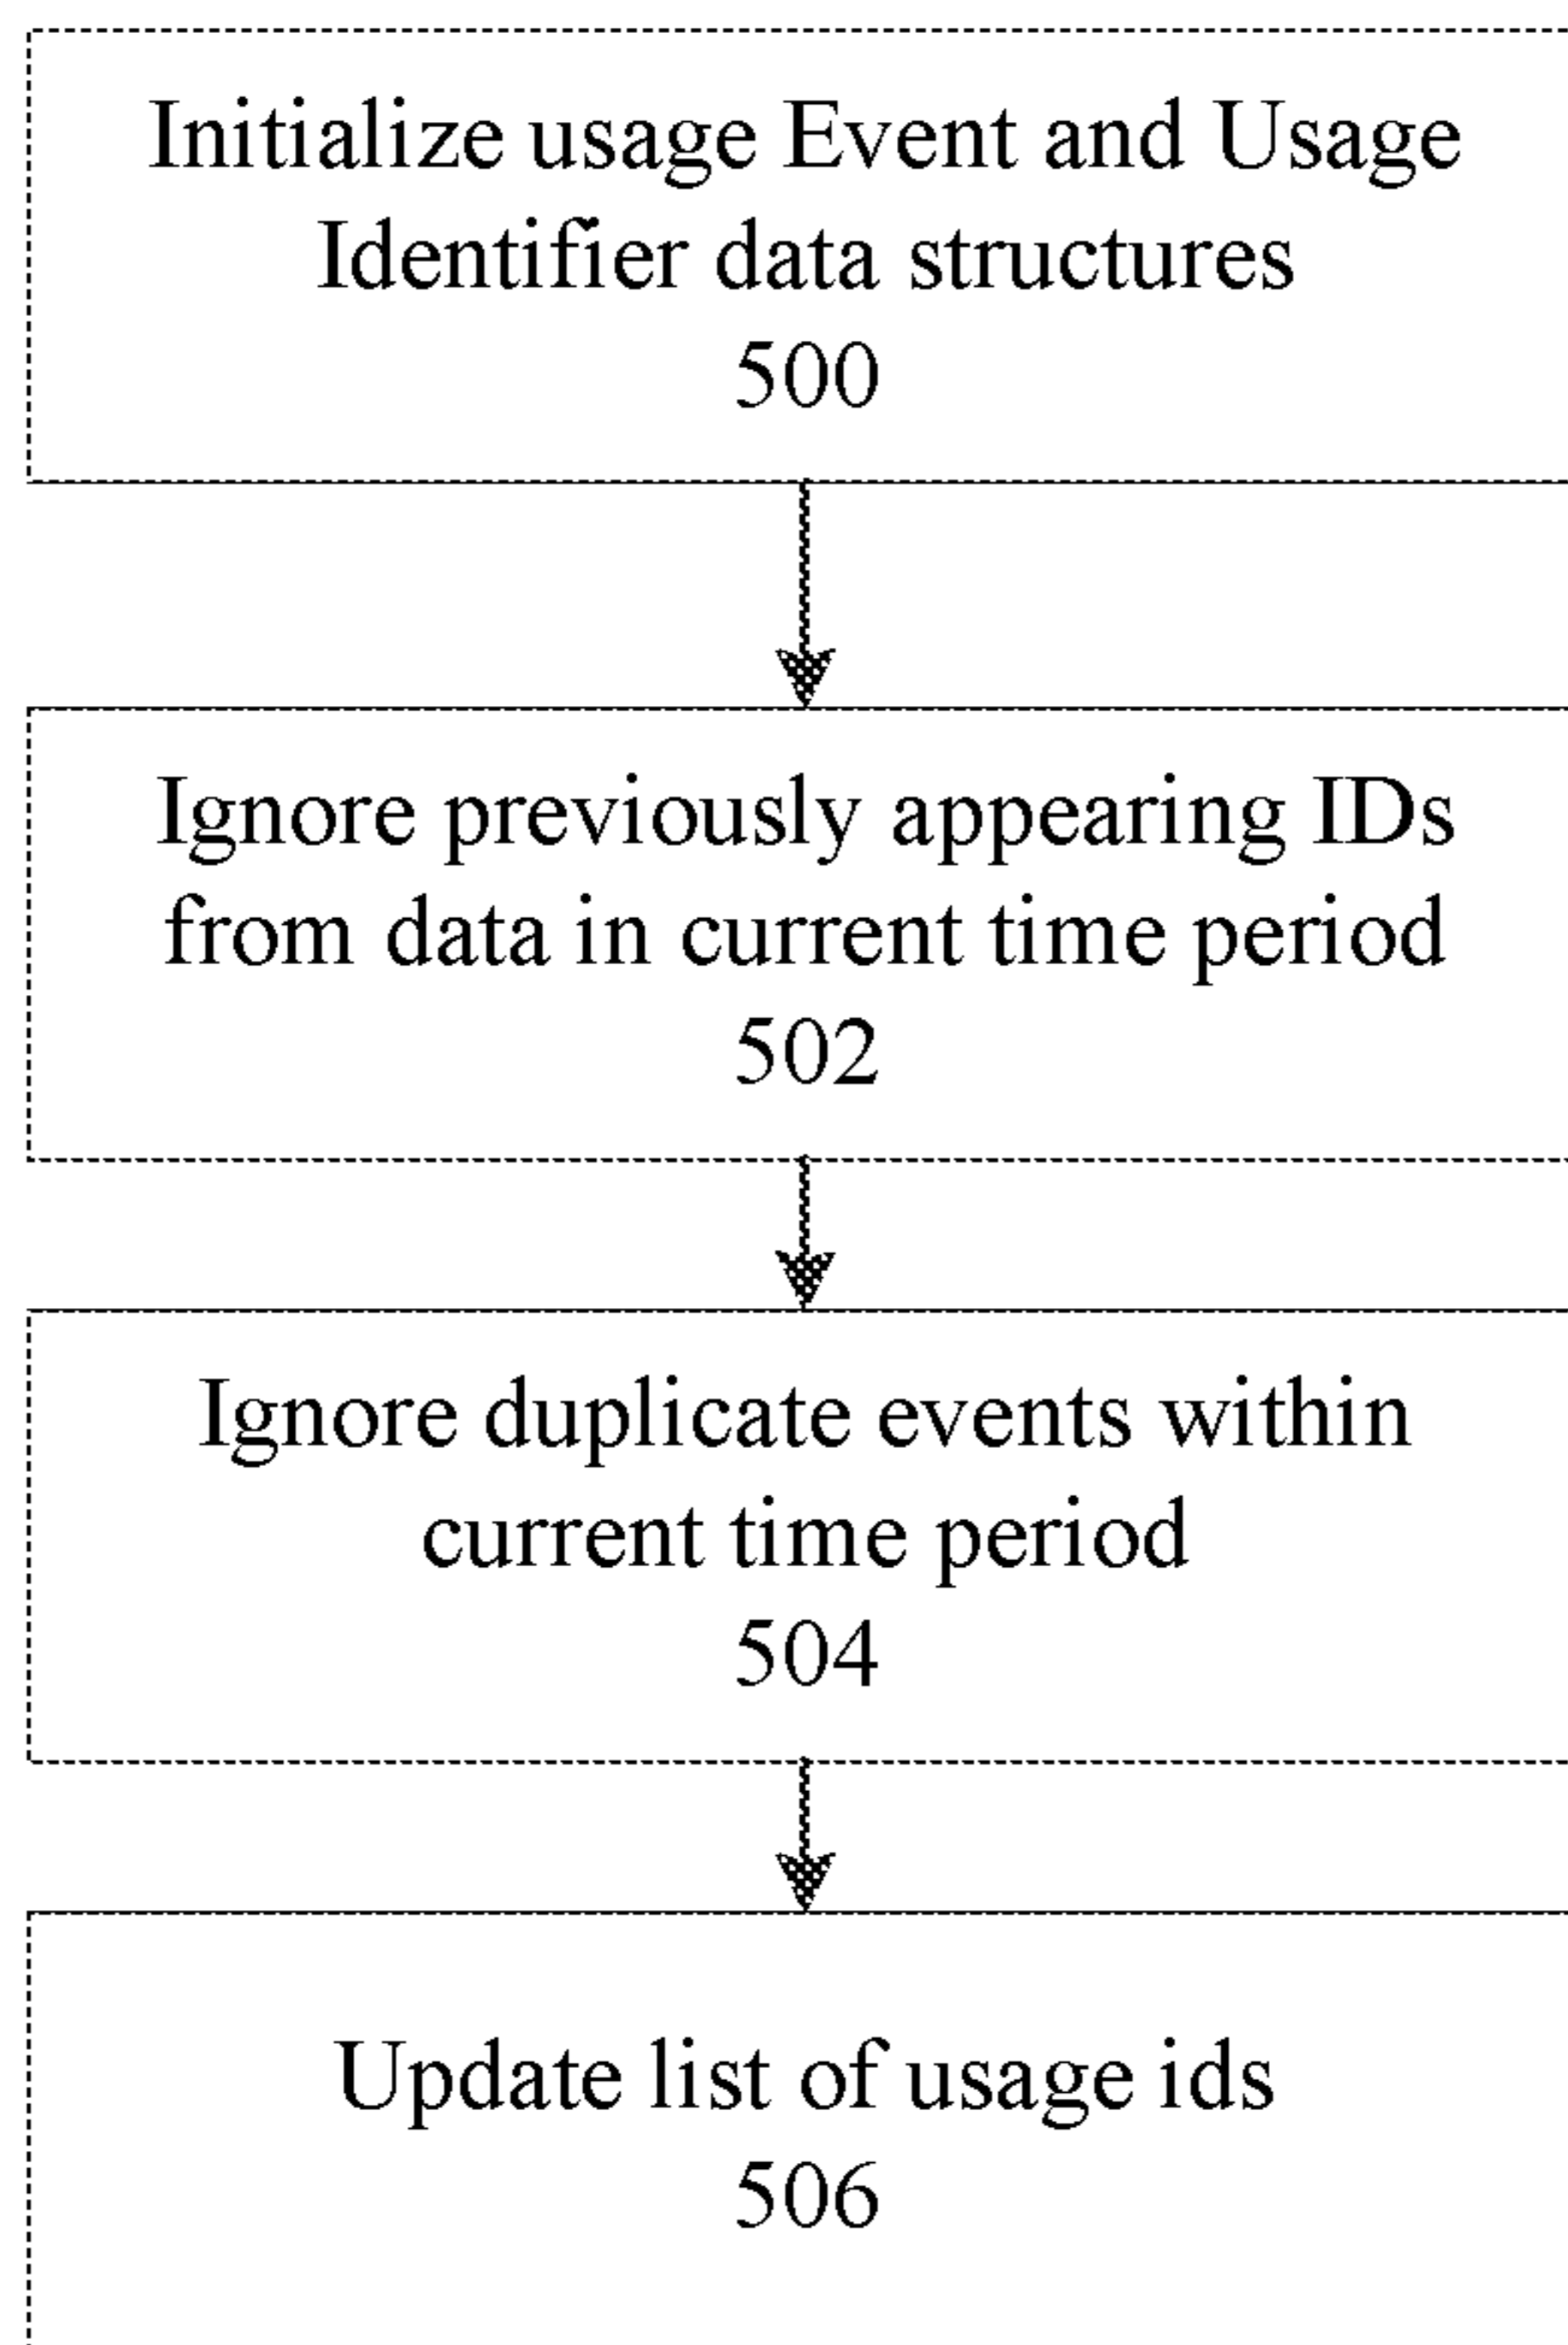 Initialize usage Event and Usage
Identifier data structures
500
Ignore previously appearing IDs
from data in current time period
502
Ignore duplicate events within
current time period
504
Update list of usage ids
506